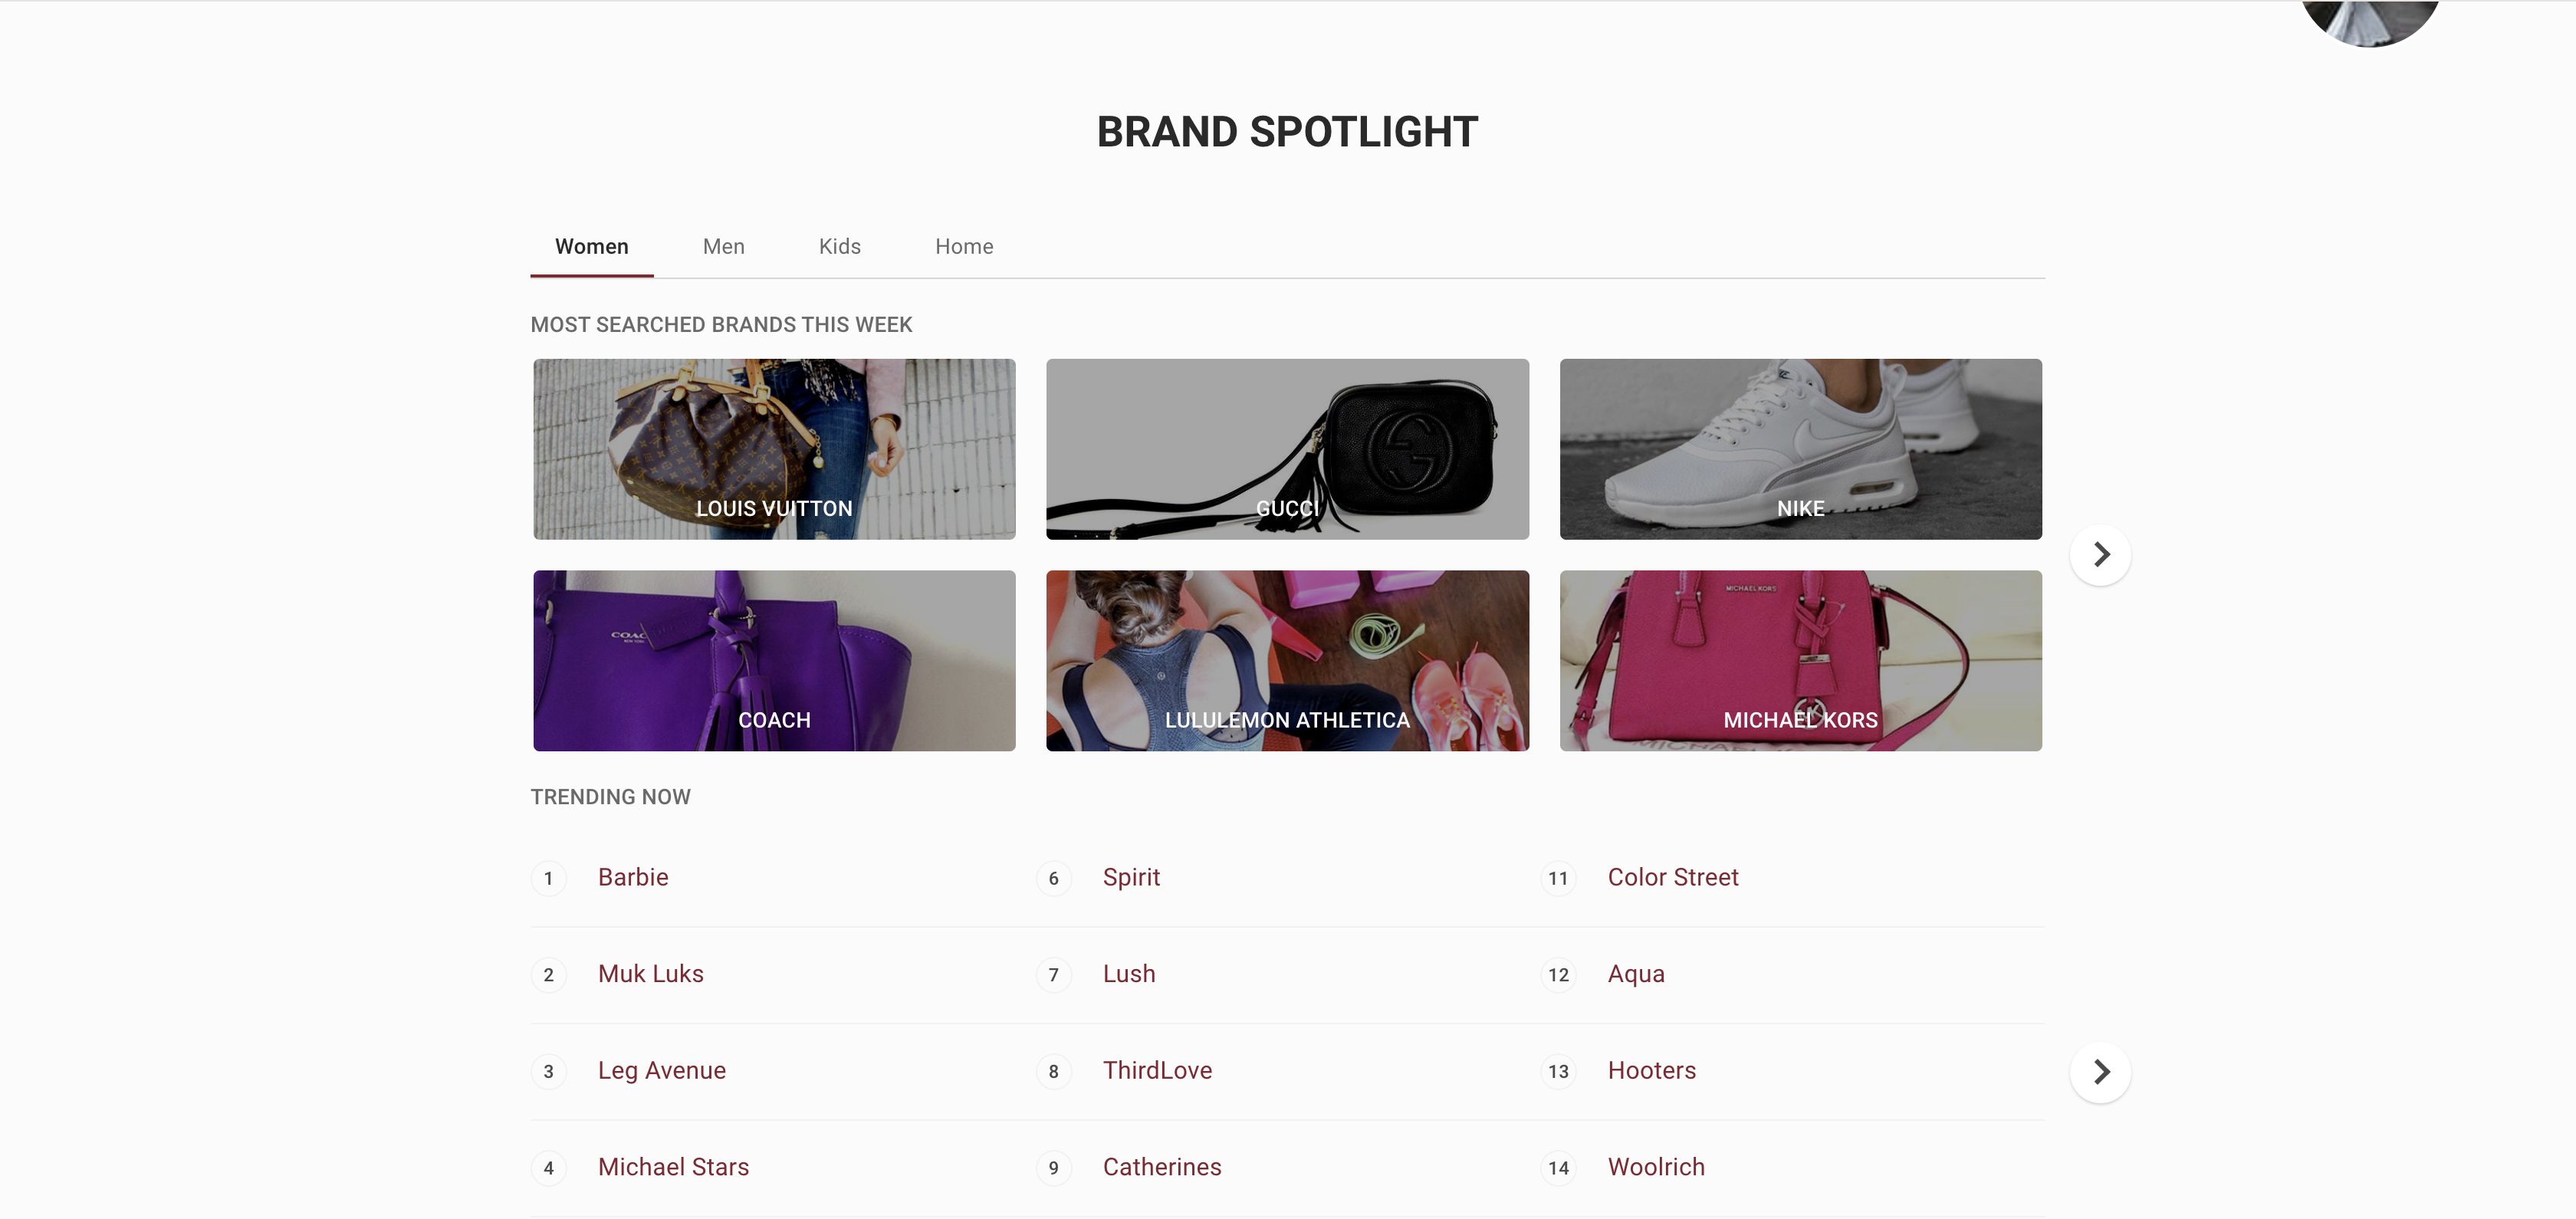 BRAND SPOTLIGHT
Women Men Kids Home
MOST SEARCHED BRANDS THIS WEEK
LOUIS VUITTON
GUCCI
NIKE
COACH
LULULEMON ATHLETICA
MICHAEL KORS
MICHAEL KORS
TRENDING NOW
1 Barbie
2 Muk Luks
3 Leg Avenue
4 Michael Stars
6 Spirit
7 Lush
8 ThirdLove
9 Catherines
11 Color Street
12 Aqua
13 Hooters
14 Woolrich